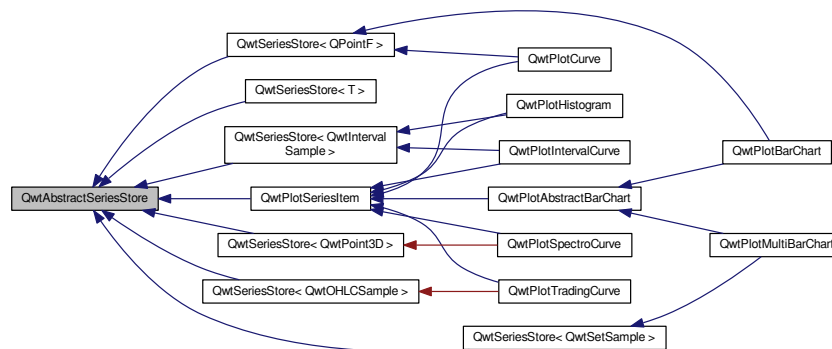 QwtSeriesStore< QPointF >
QwtPlotCurve
QwtSeriesStore< T >
QwtPlotHistogram
QwtSeriesStore< QwtInterval
Sample >
QwtPlotIntervalCurve
QwtPlotBarChart
QwtAbstractSeriesStore
QwtPlotSeriesItem
QwtPlotAbstractBarChart
QwtSeriesStore< QwtPoint3D >
QwtPlotSpectroCurve
QwtPlotMultiBarChart
QwtSeriesStore< QwtOHLCSample >
QwtPlotTradingCurve
QwtSeriesStore< QwtSetSample >